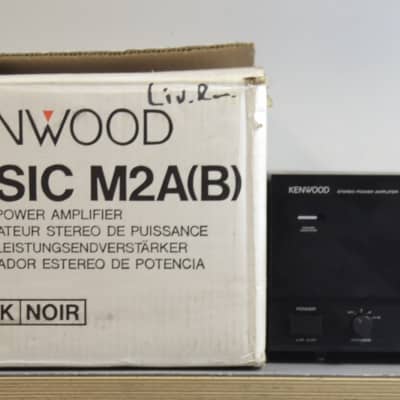 Liv. R
NWOOD
SIC M2A(B)
POWER AMPLIFIER
ATEUR STEREO DE PUISSANCE
LEISTUNGSENDVERSTÄRKER
ADOR ESTEREO DE POTENCIA
K NOIR
KENWOOD STEREO POWER AMPLIFIER
POWER